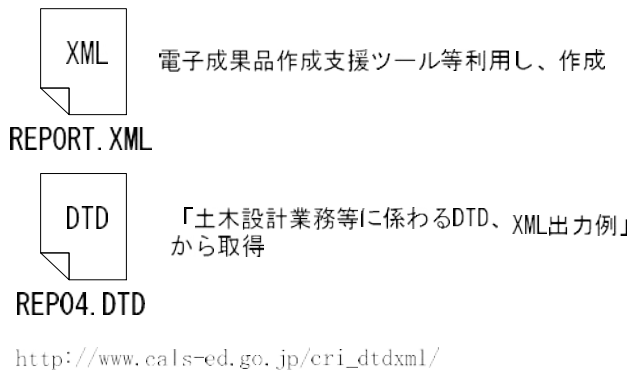 XML
電子成果品作成支援ツール等利用し、作成
REPORT.XML
DTD
「土木設計業務等に係わるDTD、XML出力例」
から取得
REP04.DTD
http://www.cals-ed.go.jp/cri_dtdxml/